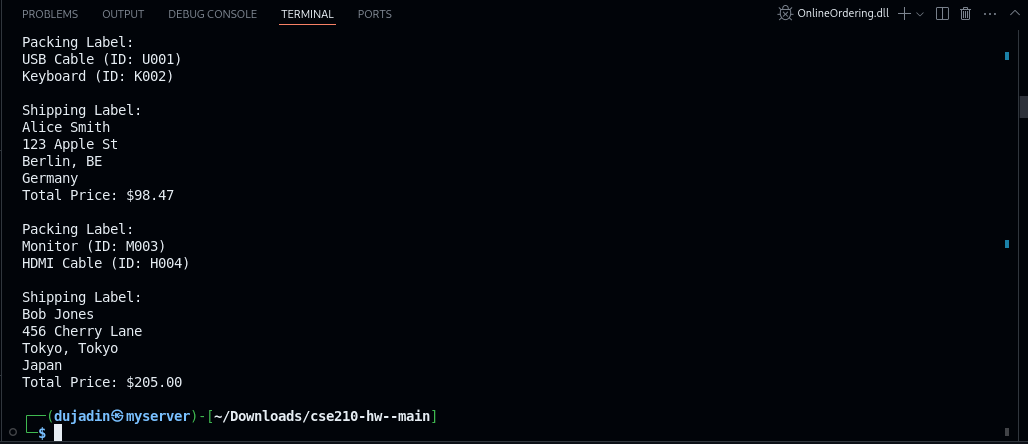 PROBLEMS OUTPUT DEBUG CONSOLE TERMINAL PORTS OnlineOrdering.dll
Packing Label:
USB Cable (ID: U001)
Keyboard (ID: K002)
Shipping Label:
Alice Smith
123 Apple St
Berlin, BE
Germany
Total Price: $98.47
Packing Label:
Monitor (ID: M003)
HDMI Cable (ID: H004)
Shipping Label:
Bob Jones
456 Cherry Lane
Tokyo, Tokyo
Japan
Total Price: $205.00
┌──(dujadin㉿myserver)-[~/Downloads/cse210-hw--main]
└─$